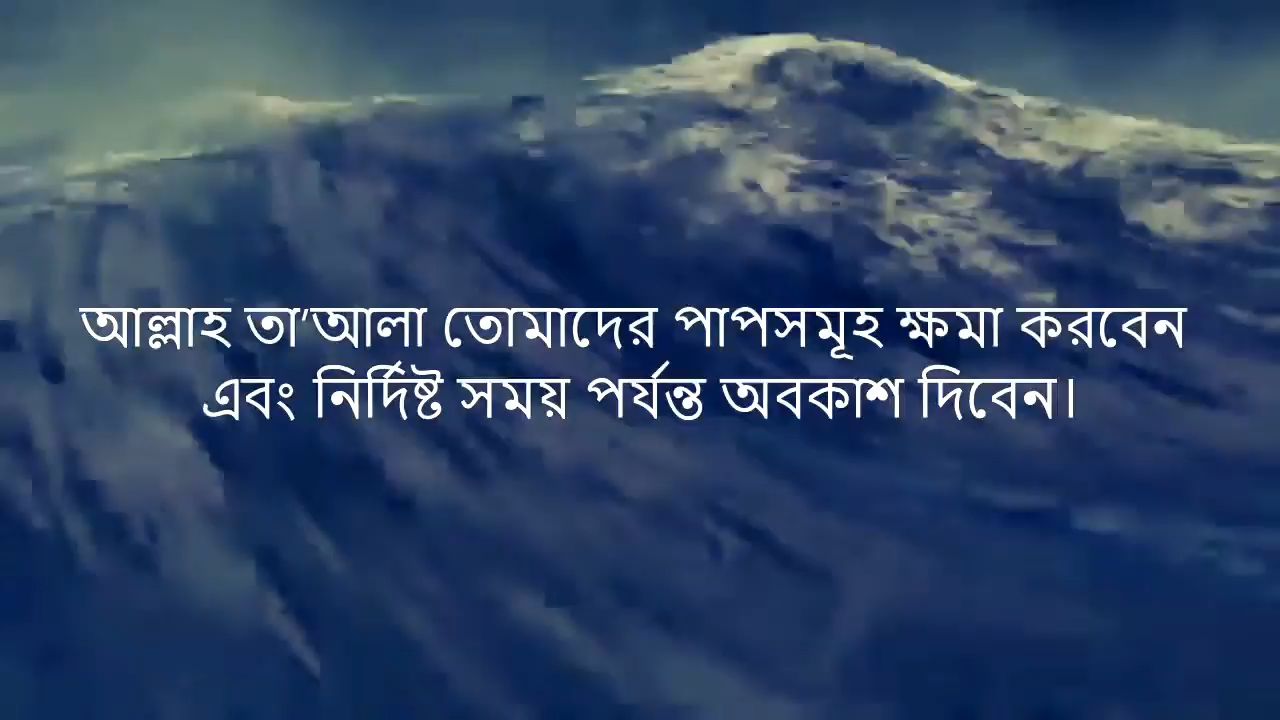 আল্লাহ তা’আলা তোমাদের পাপসমূহ ক্ষমা করবেন
এবং নির্দিষ্ট সময় পর্যন্ত অবকাশ দিবেন।